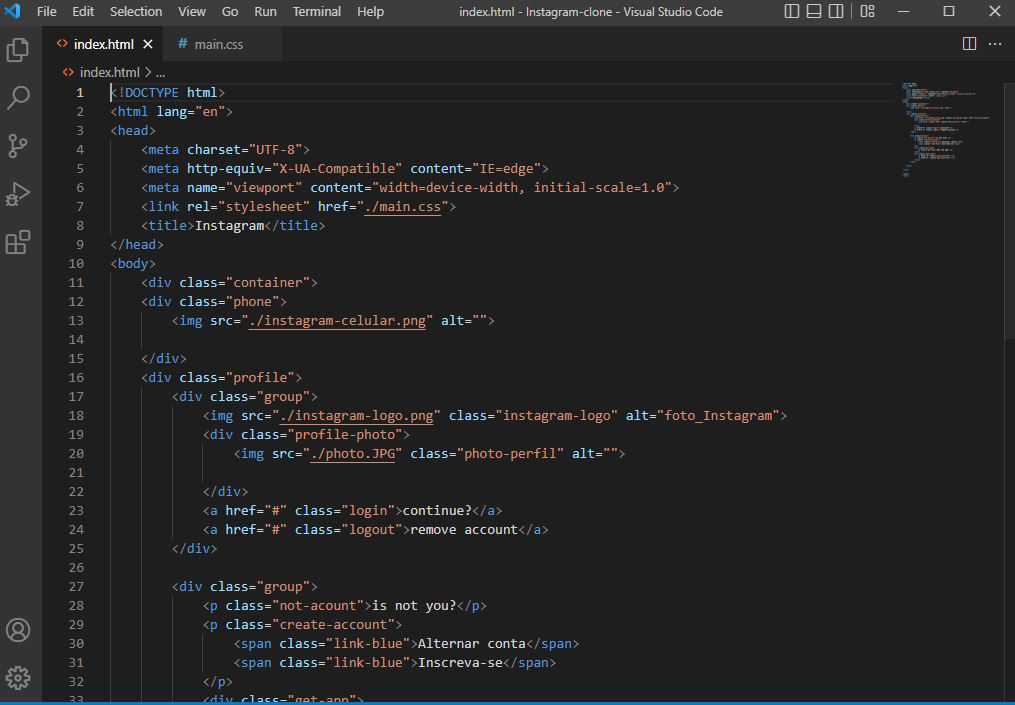 File Edit Selection View Go Run Terminal Help index.html - Instagram-clone - Visual Studio Code
index.html # main.css
index.html > ...
1 <!DOCTYPE html>
2 <html lang="en">
3 <head>
4 <meta charset="UTF-8">
5 <meta http-equiv="X-UA-Compatible" content="IE=edge">
6 <meta name="viewport" content="width=device-width, initial-scale=1.0">
7 <link rel="stylesheet" href="./main.css">
8 <title>Instagram</title>
9 </head>
10 <body>
11 <div class="container">
12 <div class="phone">
13 <img src="./instagram-celular.png" alt="">
14
15 </div>
16 <div class="profile">
17 <div class="group">
18 <img src="./instagram-logo.png" class="instagram-logo" alt="foto_Instagram">
19 <div class="profile-photo">
20 <img src="./photo.JPG" class="photo-perfil" alt="">
21
22 </div>
23 <a href="#" class="login">continue?</a>
24 <a href="#" class="logout">remove account</a>
25 </div>
26
27 <div class="group">
28 <p class="not-acount">is not you?</p>
29 <p class="create-account">
30 <span class="link-blue">Alternar conta</span>
31 <span class="link-blue">Inscreva-se</span>
32 </p>
33 <div class="get-app">